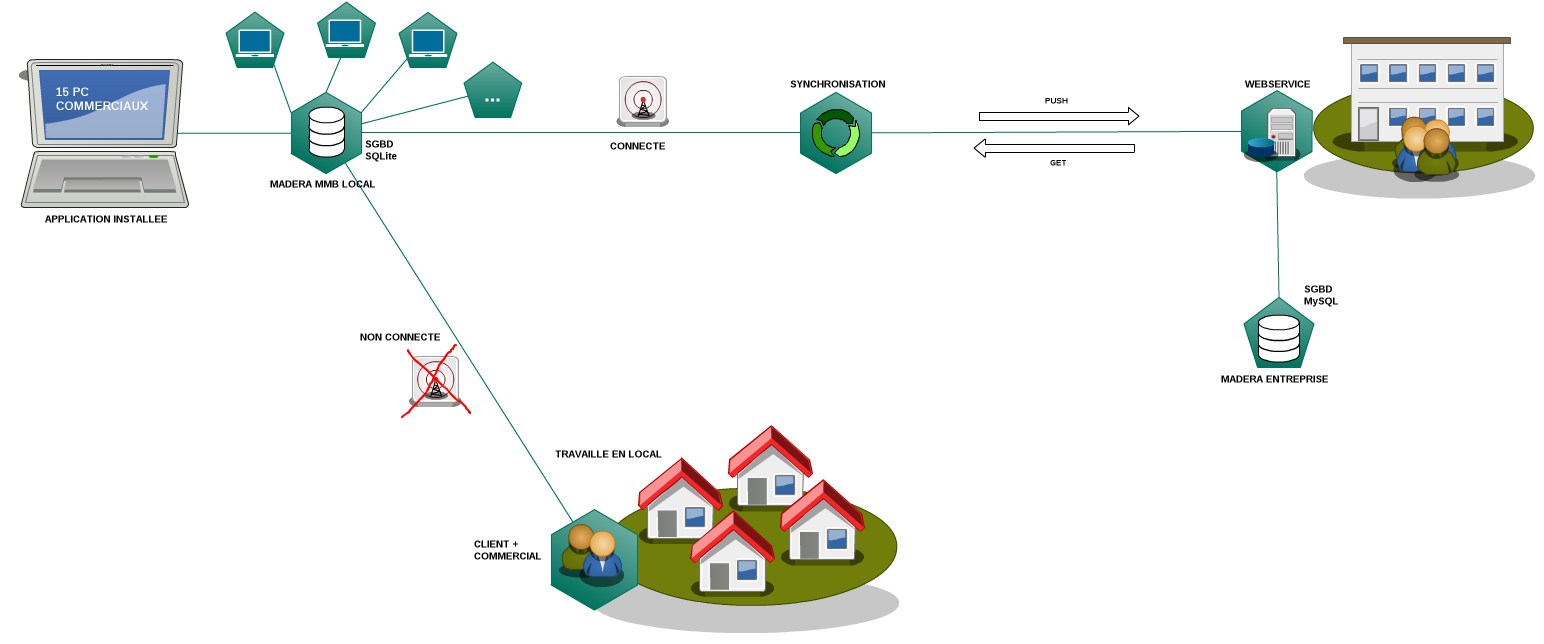 15 PC
COMMERCIAUX
APPLICATION INSTALLEE
...
SGBD
SQLite
MADERA MMB LOCAL
CONNECTE
SYNCHRONISATION
PUSH
GET
WEBSERVICE
SGBD
MySQL
MADERA ENTREPRISE
NON CONNECTE
TRAVAILLE EN LOCAL
CLIENT +
COMMERCIAL